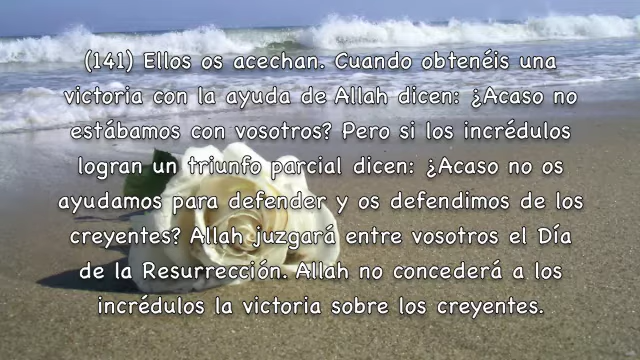 (141) Ellos os acechan. Cuando obtenéis una
victoria con la ayuda de Allah dicen: ¿Acaso no
estábamos con vosotros? Pero si los incrédulos
logran un triunfo parcial dicen: ¿Acaso no os
ayudamos para defender y os defendimos de los
creyentes? Allah juzgará entre vosotros el Día
de la Resurrección. Allah no concederá a los
incrédulos la victoria sobre los creyentes.